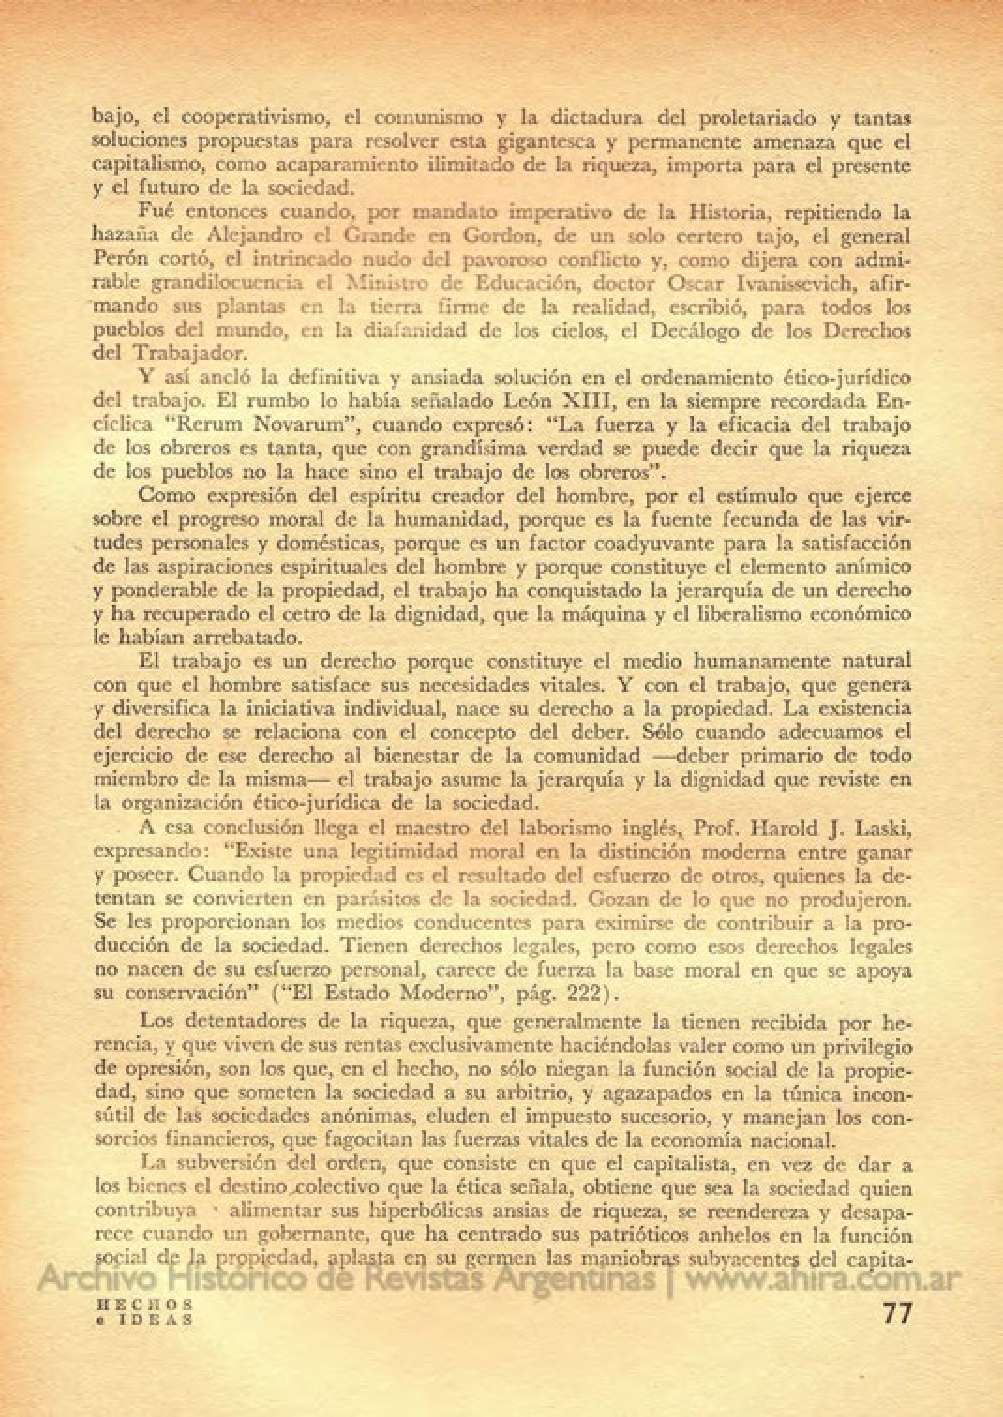 bajo, el cooperativismo, el comunismo y la dictadura del proletariado y tantas
soluciones propuestas para resolver esta gigantesca y permanente amenaza que el
capitalismo, como acaparamiento ilimitado de la riqueza, importa para el presente
y el futuro de la sociedad.
Fué entonces cuando, por mandato imperativo de la Historia, repitiendo la
hazaña de Alejandro el Grande en Gordon, de un solo certero tajo, el general
Perón cortó, el intrincado nudo del pavoroso conflicto y, como dijera con admi-
rable grandilocuencia el Ministro de Educación, doctor Oscar Ivanissevich, afir-
mando sus plantas en la tierra firme de la realidad, escribió, para todos los
pueblos del mundo, en la diafanidad de los cielos, el Decálogo de los Derechos
del Trabajador.
Y así ancló la definitiva y ansiada solución en el ordenamiento ético-jurídico
del trabajo. El rumbo lo había señalado León XIII, en la siempre recordada En-
cíclica “Rerum Novarum”, cuando expresó: “La fuerza y la eficacia del trabajo
de los obreros es tanta, que con grandísima verdad se puede decir que la riqueza
de los pueblos no la hace sino el trabajo de los obreros”.
Como expresión del espíritu creador del hombre, por el estímulo que ejerce
sobre el progreso moral de la humanidad, porque es la fuente fecunda de las vir-
tudes personales y domésticas, porque es un factor coadyuvante para la satisfacción
de las aspiraciones espirituales del hombre y porque constituye el elemento anímico
y ponderable de la propiedad, el trabajo ha conquistado la jerarquía de un derecho
y ha recuperado el cetro de la dignidad, que la máquina y el liberalismo económico
le habían arrebatado.
El trabajo es un derecho porque constituye el medio humanamente natural
con que el hombre satisface sus necesidades vitales. Y con el trabajo, que genera
y diversifica la iniciativa individual, nace su derecho a la propiedad. La existencia
del derecho se relaciona con el concepto del deber. Sólo cuando adecuamos el
ejercicio de ese derecho al bienestar de la comunidad —deber primario de todo
miembro de la misma— el trabajo asume la jerarquía y la dignidad que reviste en
la organización ético-jurídica de la sociedad.
A esa conclusión llega el maestro del laborismo inglés, Prof. Harold J. Laski,
expresando: “Existe una legitimidad moral en la distinción moderna entre ganar
y poseer. Cuando la propiedad es el resultado del esfuerzo de otros, quienes la de-
tentan se convierten en parásitos de la sociedad. Gozan de lo que no produjeron.
Se les proporcionan los medios conducentes para eximirse de contribuir a la pro-
ducción de la sociedad. Tienen derechos legales, pero como esos derechos legales
no nacen de su esfuerzo personal, carece de fuerza la base moral en que se apoya
su conservación” (“El Estado Moderno”, pág. 222).
Los detentadores de la riqueza, que generalmente la tienen recibida por he-
rencia, y que viven de sus rentas exclusivamente haciéndolas valer como un privilegio
de opresión, son los que, en el hecho, no sólo niegan la función social de la propie-
dad, sino que someten la sociedad a su arbitrio, y agazapados en la túnica incon-
sútil de las sociedades anónimas, eluden el impuesto sucesorio, y manejan los con-
sorcios financieros, que fagocitan las fuerzas vitales de la economía nacional.
La subversión del orden, que consiste en que el capitalista, en vez de dar a
los bienes el destino colectivo que la ética señala, obtiene que sea la sociedad quien
contribuya alimentar sus hiperbólicas ansias de riqueza, se reendereza y desapa-
rece cuando un gobernante, que ha centrado sus patrióticos anhelos en la función
social de la propiedad, aplasta en su germen las maniobras subyacentes del capita-
Archivo Histórico de Revistas Argentinas | www.ahira.com.ar
HECHOS
e IDEAS
77